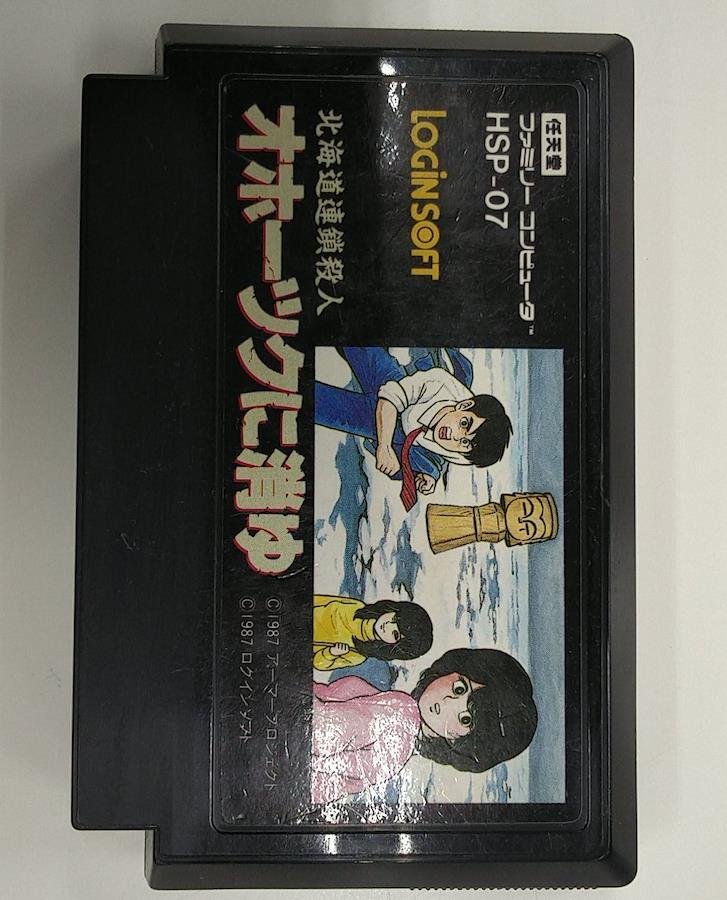 任天堂
ファミリー コンピュータ™
HSP-07
LOGiN SOFT
北海道連鎖殺人
オホーツクに消ゆ
©1987 アーマープロジェクト
©1987 ログインソフト